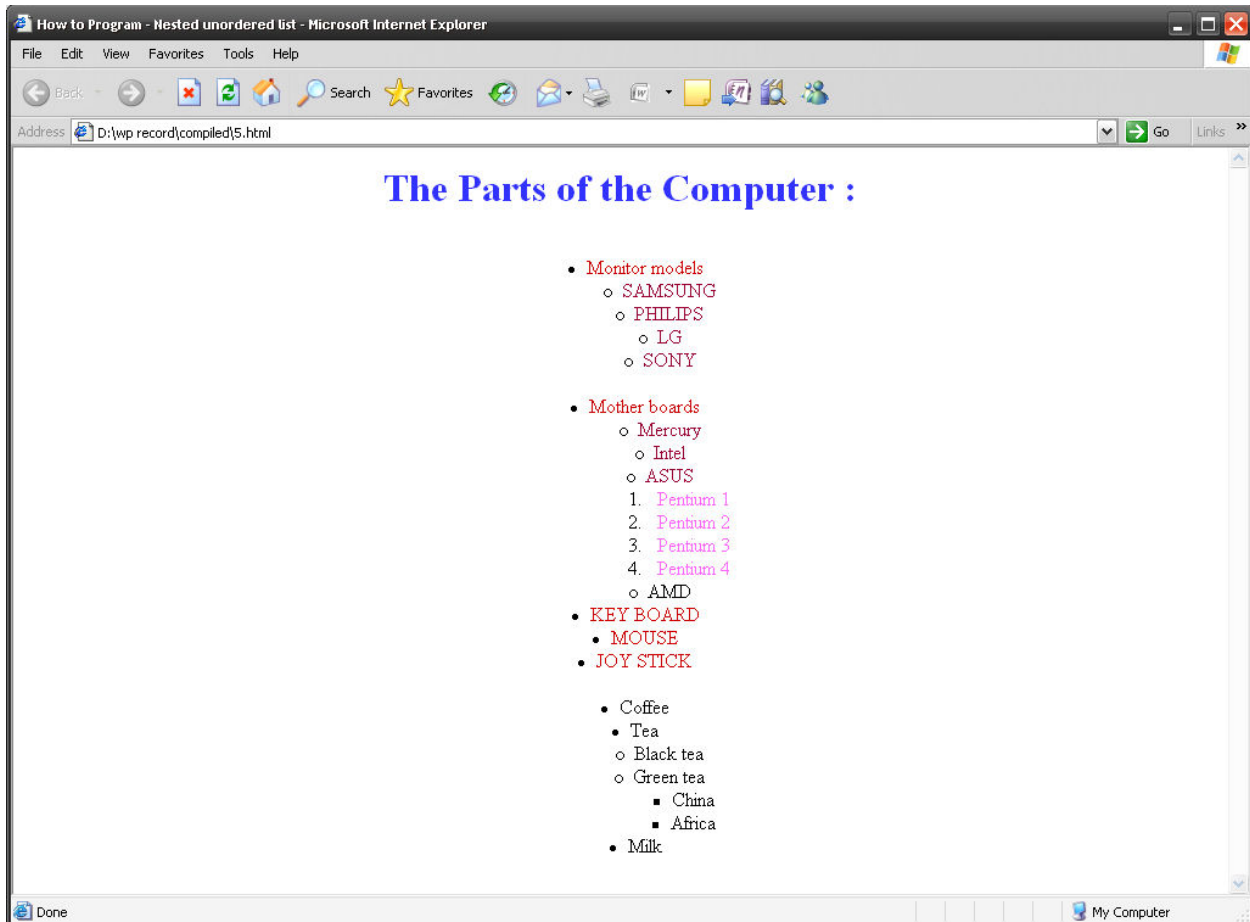 How to Program - Nested unordered list - Microsoft Internet Explorer
File Edit View Favorites Tools Help
Back Search Favorites
Address D:\wp record\compiled\5.html Go Links »
The Parts of the Computer :
• Monitor models
○ SAMSUNG
○ PHILIPS
○ LG
○ SONY
• Mother boards
○ Mercury
○ Intel
○ ASUS
1. Pentium 1
2. Pentium 2
3. Pentium 3
4. Pentium 4
○ AMD
• KEY BOARD
• MOUSE
• JOY STICK
• Coffee
• Tea
○ Black tea
○ Green tea
▪ China
▪ Africa
• Milk
Done My Computer